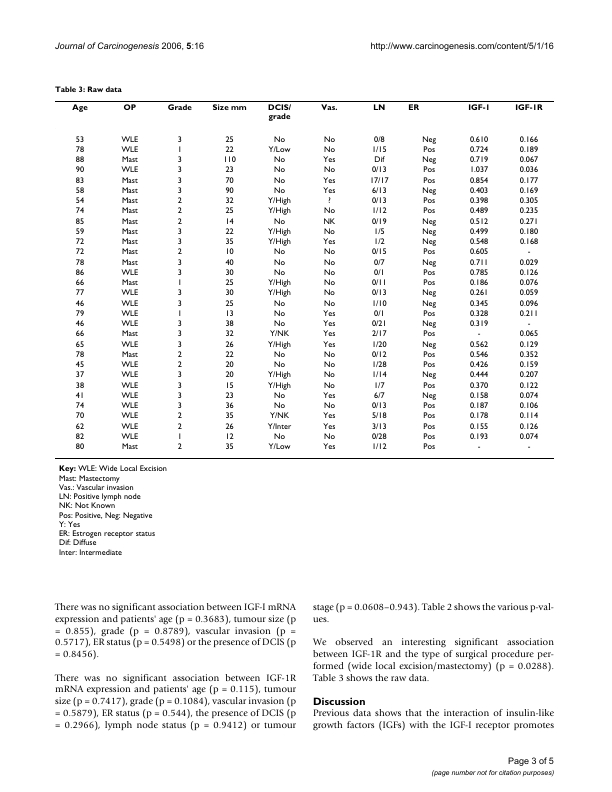 Journal of Carcinogenesis 2006, 5:16
http://www.carcinogenesis.com/content/5/1/16
Table 3: Raw data
Age OP Grade Size mm DCIS/ grade Vas. LN ER IGF-1 IGF-1R
53 WLE 3 25 No No 0/8 Neg 0.610 0.166
78 WLE 1 22 Y/Low No 1/15 Pos 0.724 0.189
88 Mast 3 110 No Yes Dif Neg 0.719 0.067
90 WLE 3 23 No No 0/13 Pos 1.037 0.036
83 Mast 3 70 No Yes 17/17 Pos 0.854 0.177
58 Mast 3 90 No Yes 6/13 Neg 0.403 0.169
54 Mast 2 32 Y/High ? 0/13 Pos 0.398 0.305
74 Mast 2 25 Y/High No 1/12 Pos 0.489 0.235
85 Mast 2 14 No NK 0/19 Neg 0.512 0.271
59 Mast 3 22 Y/High No 1/5 Neg 0.499 0.180
72 Mast 3 35 Y/High Yes 1/2 Neg 0.548 0.168
72 Mast 2 10 No No 0/15 Pos 0.605 -
78 Mast 3 40 No No 0/7 Neg 0.711 0.029
86 WLE 3 30 No No 0/1 Pos 0.785 0.126
66 Mast 1 25 Y/High No 0/11 Pos 0.186 0.076
77 WLE 3 30 Y/High No 0/13 Neg 0.261 0.059
46 WLE 3 25 No No 1/10 Neg 0.345 0.096
79 WLE 1 13 No Yes 0/1 Pos 0.328 0.211
46 WLE 3 38 No Yes 0/21 Neg 0.319 -
66 Mast 3 32 Y/NK Yes 2/17 Pos - 0.065
65 WLE 3 26 Y/High Yes 1/20 Neg 0.562 0.129
78 Mast 2 22 No No 0/12 Pos 0.546 0.352
45 WLE 2 20 No No 1/28 Pos 0.426 0.159
37 WLE 3 20 Y/High No 1/14 Neg 0.444 0.207
38 WLE 3 15 Y/High No 1/7 Pos 0.370 0.122
41 WLE 3 23 No Yes 6/7 Neg 0.158 0.074
74 WLE 3 36 No No 0/13 Pos 0.187 0.106
70 WLE 2 35 Y/NK Yes 5/18 Pos 0.178 0.114
62 WLE 2 26 Y/Inter Yes 3/13 Pos 0.155 0.126
82 WLE 1 12 No No 0/28 Pos 0.193 0.074
80 Mast 2 35 Y/Low Yes 1/12 Pos - -
Key: WLE: Wide Local Excision
Mast: Mastectomy
Vas.: Vascular invasion
LN: Positive lymph node
NK: Not Known
Pos: Positive, Neg: Negative
Y: Yes
ER: Estrogen receptor status
Dif: Diffuse
Inter: Intermediate
There was no significant association between IGF-I mRNA
expression and patients' age (p = 0.3683), tumour size (p
= 0.855), grade (p = 0.8789), vascular invasion (p =
0.5717), ER status (p = 0.5498) or the presence of DCIS (p
= 0.8456).
There was no significant association between IGF-1R
mRNA expression and patients' age (p = 0.115), tumour
size (p = 0.7417), grade (p = 0.1084), vascular invasion (p
= 0.5879), ER status (p = 0.544), the presence of DCIS (p
= 0.2966), lymph node status (p = 0.9412) or tumour
stage (p = 0.0608–0.943). Table 2 shows the various p-val-
ues.
We observed an interesting significant association
between IGF-1R and the type of surgical procedure per-
formed (wide local excision/mastectomy) (p = 0.0288).
Table 3 shows the raw data.
Discussion
Previous data shows that the interaction of insulin-like
growth factors (IGFs) with the IGF-I receptor promotes
Page 3 of 5
(page number not for citation purposes)